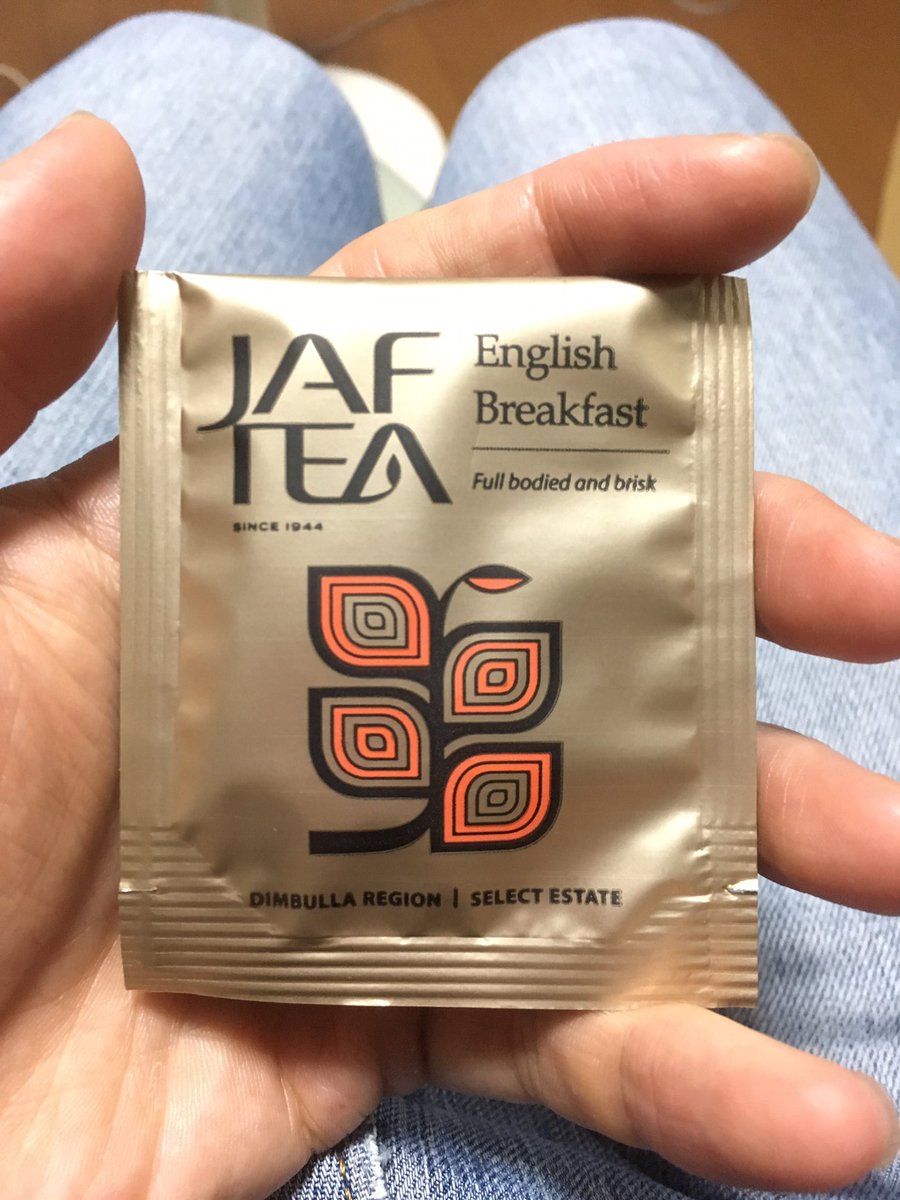 JAF
TEA
SINCE 1944
English
Breakfast
Full bodied and brisk
DIMBULLA REGION | SELECT ESTATE